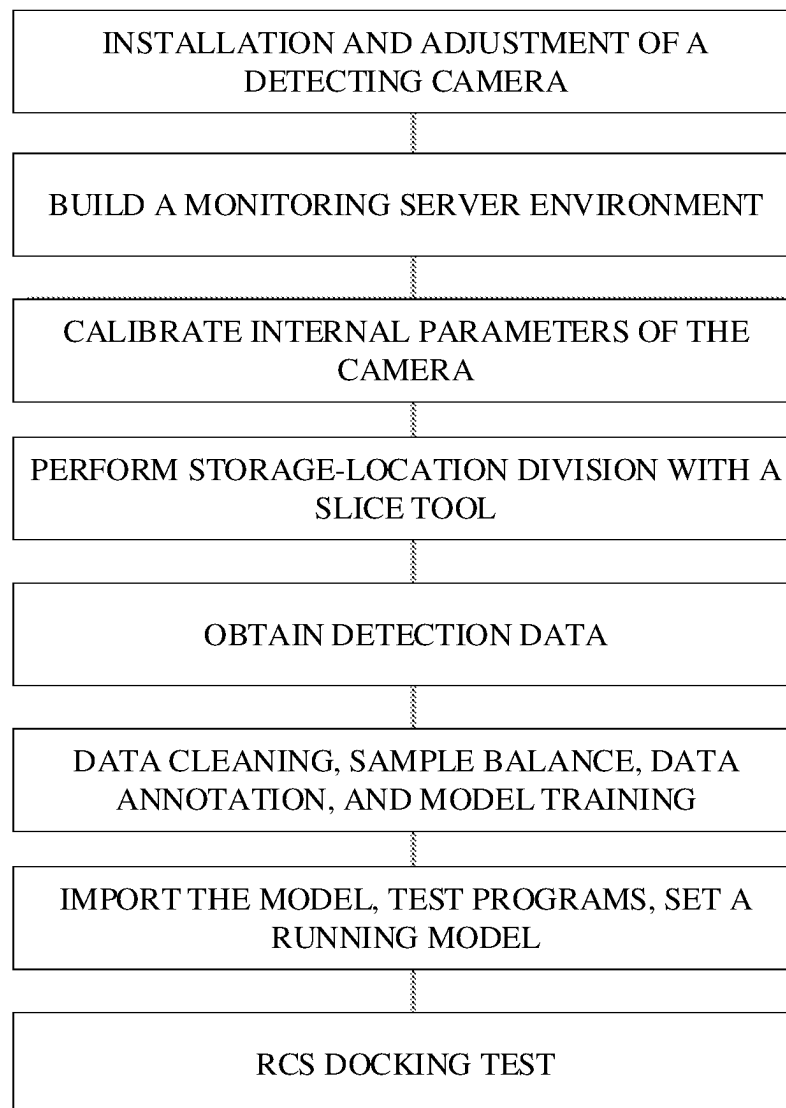 INSTALLATION AND ADJUSTMENT OF A
DETECTING CAMERA
BUILD A MONITORING SERVER ENVIRONMENT
CALIBRATE INTERNAL PARAMETERS OF THE
CAMERA
PERFORM STORAGE-LOCATION DIVISION WITH A
SLICE TOOL
OBTAIN DETECTION DATA
DATA CLEANING, SAMPLE BALANCE, DATA
ANNOTATION, AND MODEL TRAINING
IMPORT THE MODEL, TEST PROGRAMS, SET A
RUNNING MODEL
RCS DOCKING TEST